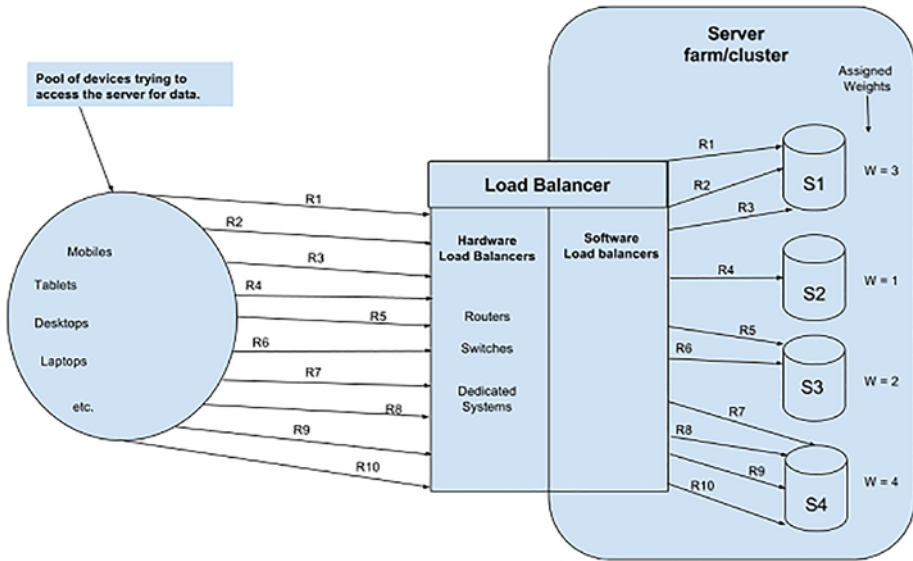 Pool of devices trying to
access the server for data.
Mobiles
Tablets
Desktops
Laptops
etc.
R1
R2
R3
R4
R5
R6
R7
R8
R9
R10
Load Balancer
Hardware
Load Balancers
Routers
Switches
Dedicated
Systems
Software
Load balancers
Server
farm/cluster
Assigned
Weights
R1
R2
R3
S1
W = 3
R4
S2
W = 1
R5
R6
S3
W = 2
R7
R8
R9
R10
S4
W = 4